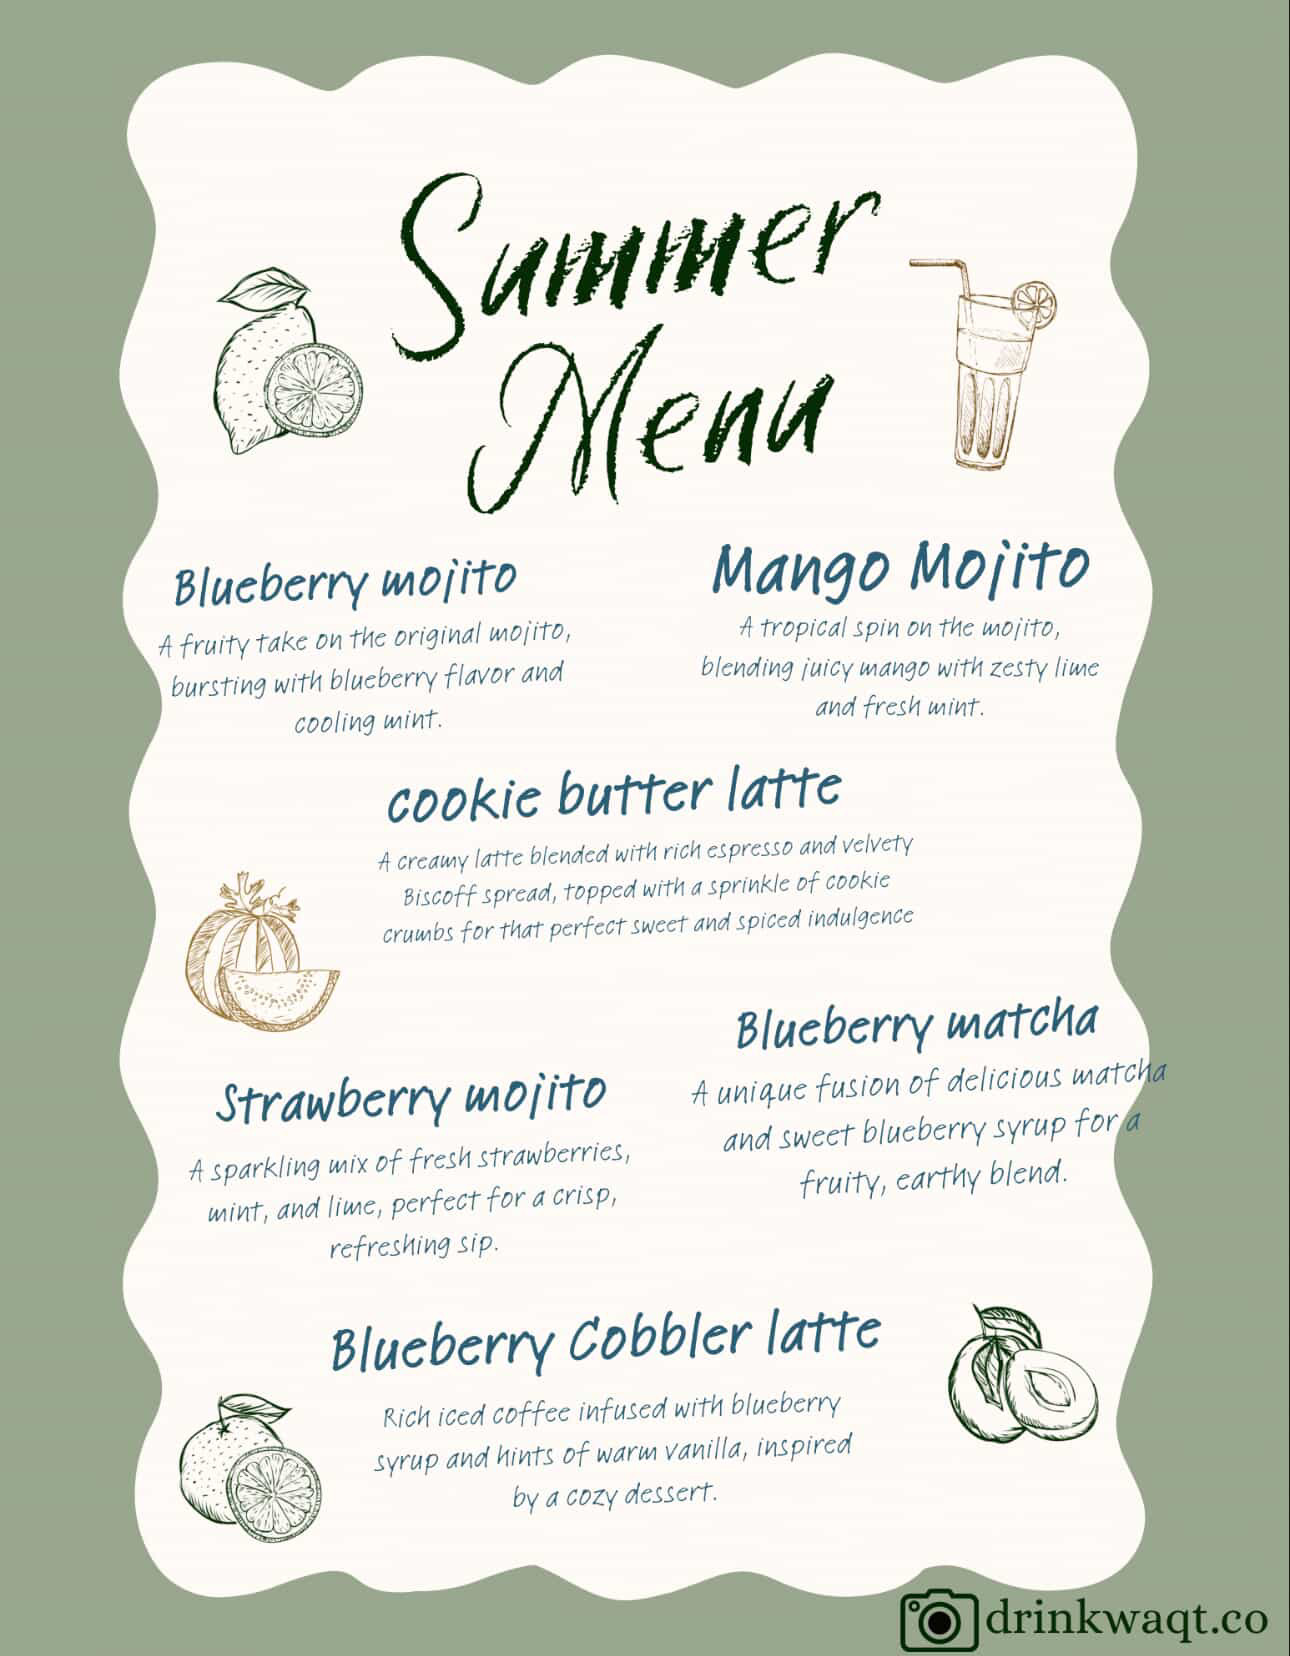 Summer
Menu
Blueberry mojito
A fruity take on the original mojito,
bursting with blueberry flavor and
cooling mint.
Mango Mojito
A tropical spin on the mojito,
blending juicy mango with zesty lime
and fresh mint.
cookie butter latte
A creamy latte blended with rich espresso and velvety
Biscoff spread, topped with a sprinkle of cookie
crumbs for that perfect sweet and spiced indulgence
Blueberry matcha
A unique fusion of delicious matcha
and sweet blueberry syrup for a
fruity, earthy blend.
Strawberry mojito
A sparkling mix of fresh strawberries,
mint, and lime, perfect for a crisp,
refreshing sip.
Blueberry Cobbler latte
Rich iced coffee infused with blueberry
syrup and hints of warm vanilla, inspired
by a cozy dessert.
drinkwaqt.co